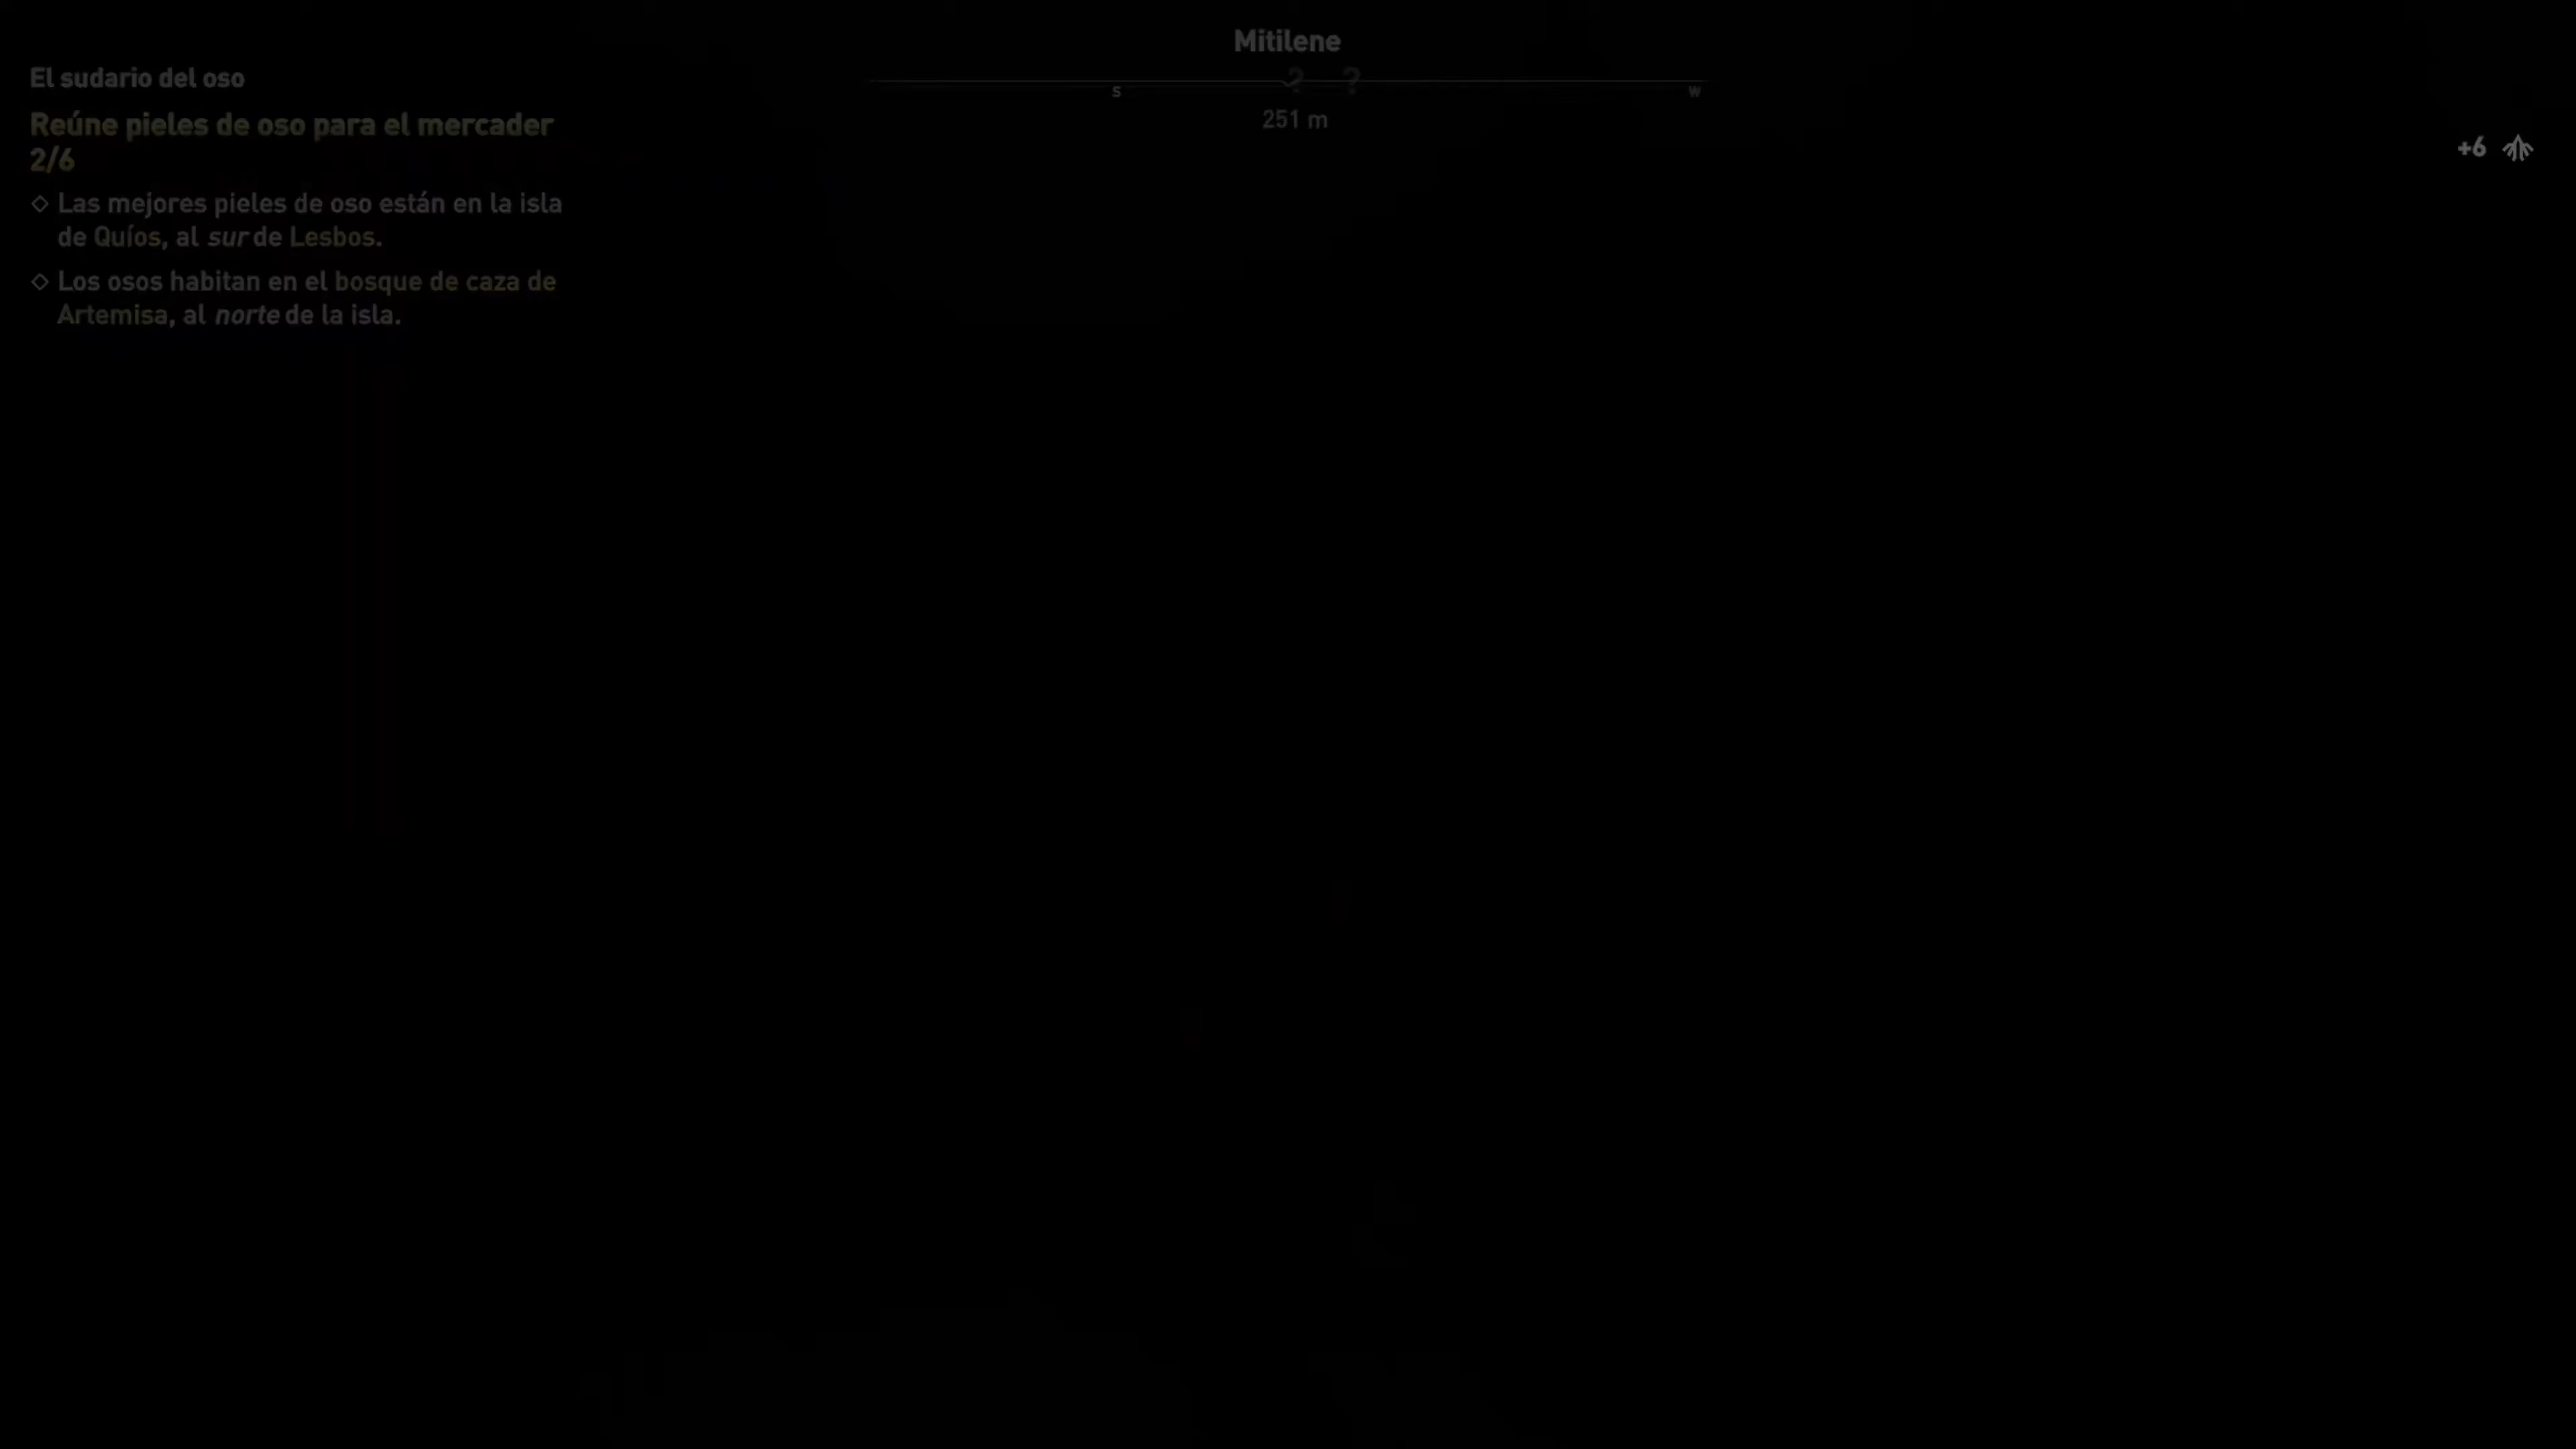 Mitilene
S
W
251 m
El sudario del oso
Reúne pieles de oso para el mercader
2/6
Las mejores pieles de oso están en la isla
de Quíos, al sur de Lesbos.
Los osos habitan en el bosque de caza de
Artemisa, al norte de la isla.
? ?
+6